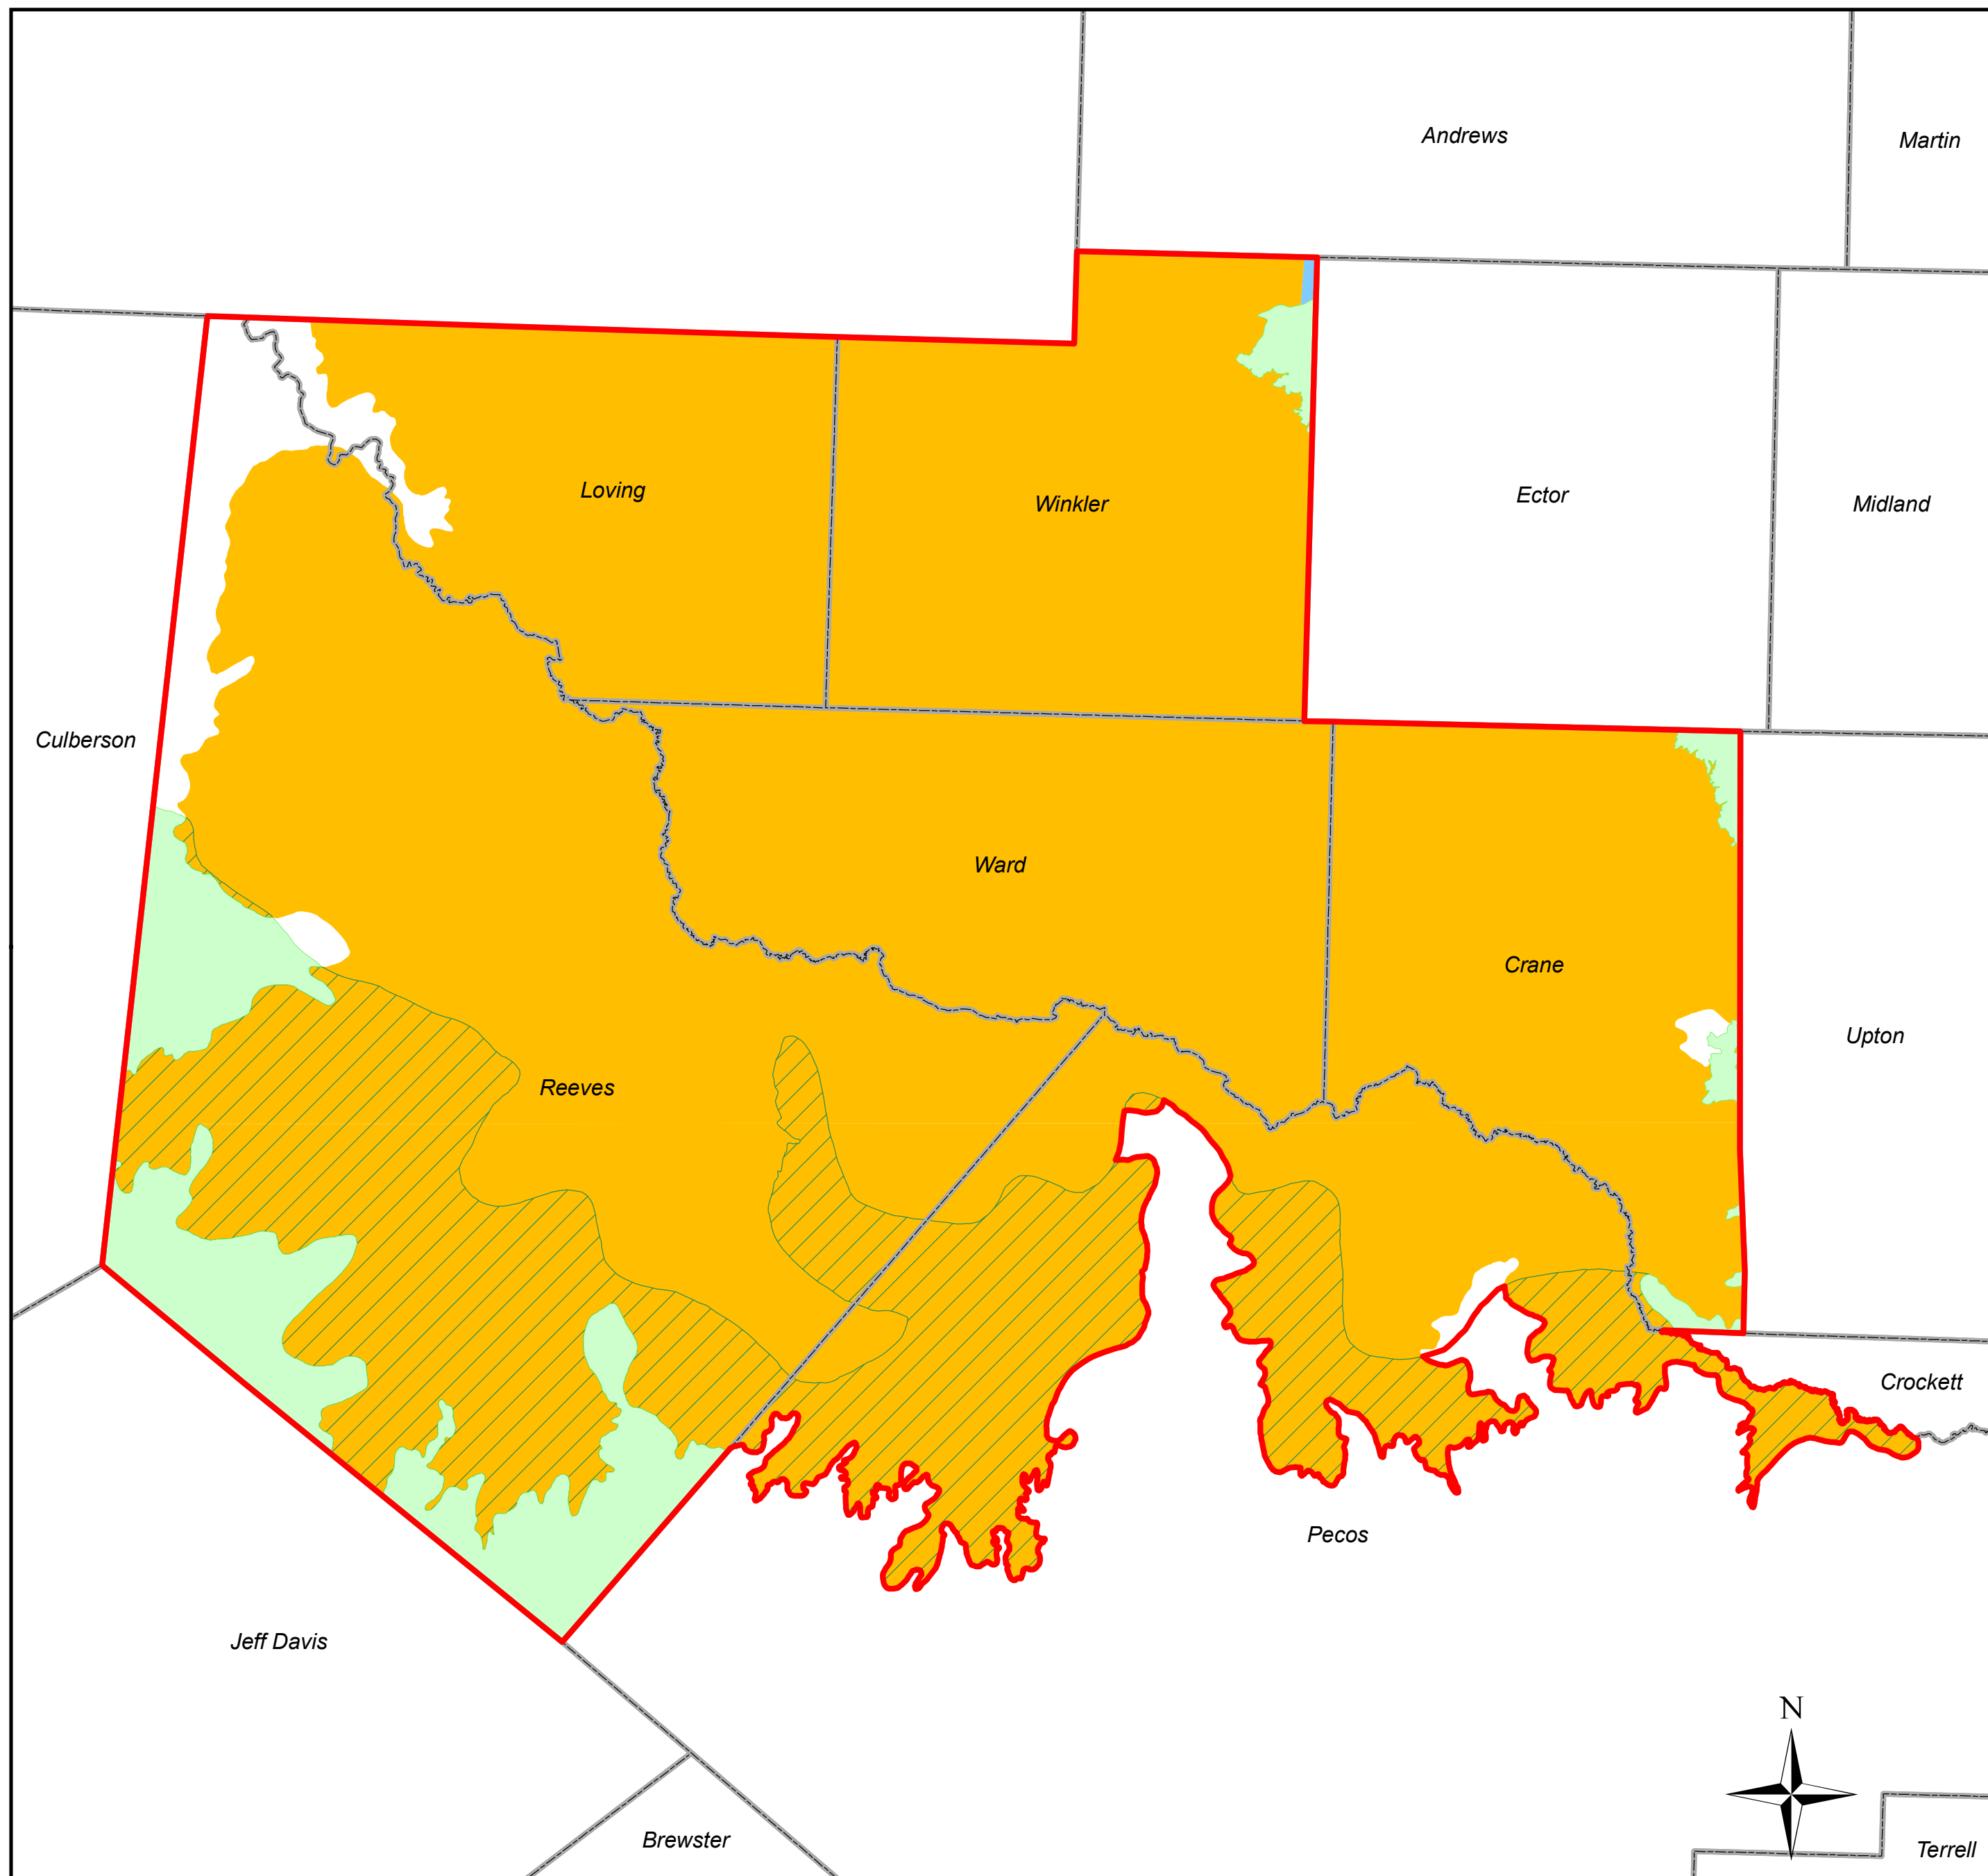 Andrews
Martin
Loving
Winkler
Ector
Midland
Culberson
Ward
Crane
Upton
Reeves
Crockett
Pecos
Jeff Davis
N
Brewster
Terrell